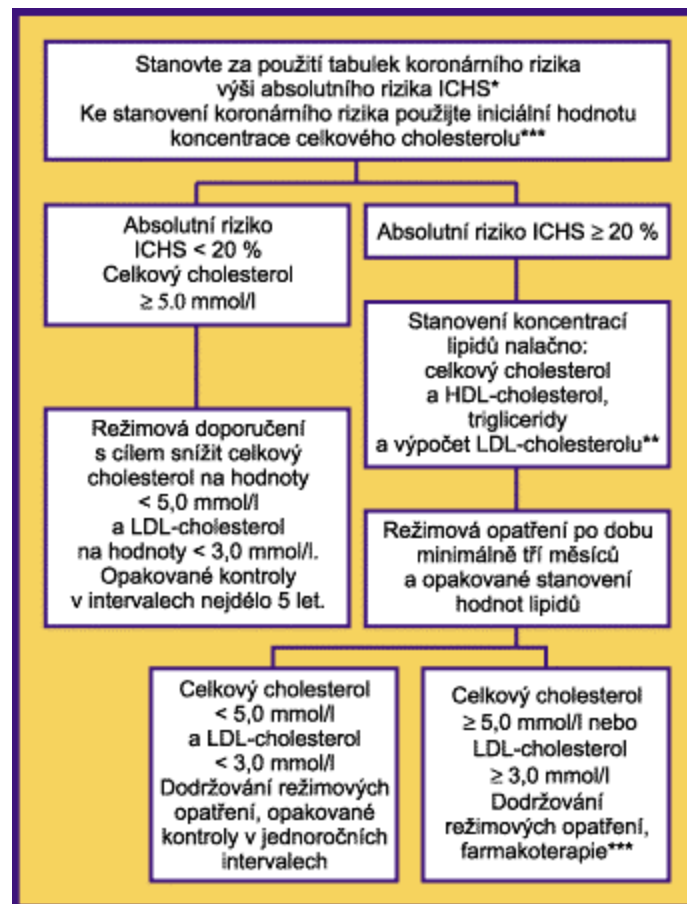 Stanovte za použití tabulek koronárního rizika
výši absolutního rizika ICHS*
Ke stanovení koronárního rizika použijte iniciální hodnotu
koncentrace celkového cholesterolu***
Absolutní riziko
ICHS < 20 %
Celkový cholesterol
≥ 5.0 mmol/l
Režimová doporučení
s cílem snížit celkový
cholesterol na hodnoty
< 5,0 mmol/l
a LDL-cholesterol
na hodnoty < 3,0 mmol/l.
Opakované kontroly
v intervalech nejdélo 5 let.
Absolutní riziko ICHS ≥ 20 %
Stanovení koncentrací
lipidů nalačno:
celkový cholesterol
a HDL-cholesterol,
trigliceridy
a výpočet LDL-cholesterolu**
Režimová opatření po dobu
minimálně tří měsíců
a opakované stanovení
hodnot lipidů
Celkový cholesterol
< 5,0 mmol/l
a LDL-cholesterol
< 3,0 mmol/l
Dodržování režimových
opatření, opakované
kontroly v jednoročních
intervalech
Celkový cholesterol
≥ 5,0 mmol/l nebo
LDL-cholesterol
≥ 3,0 mmol/l
Dodržování
režimových opatření,
farmakoterapie***